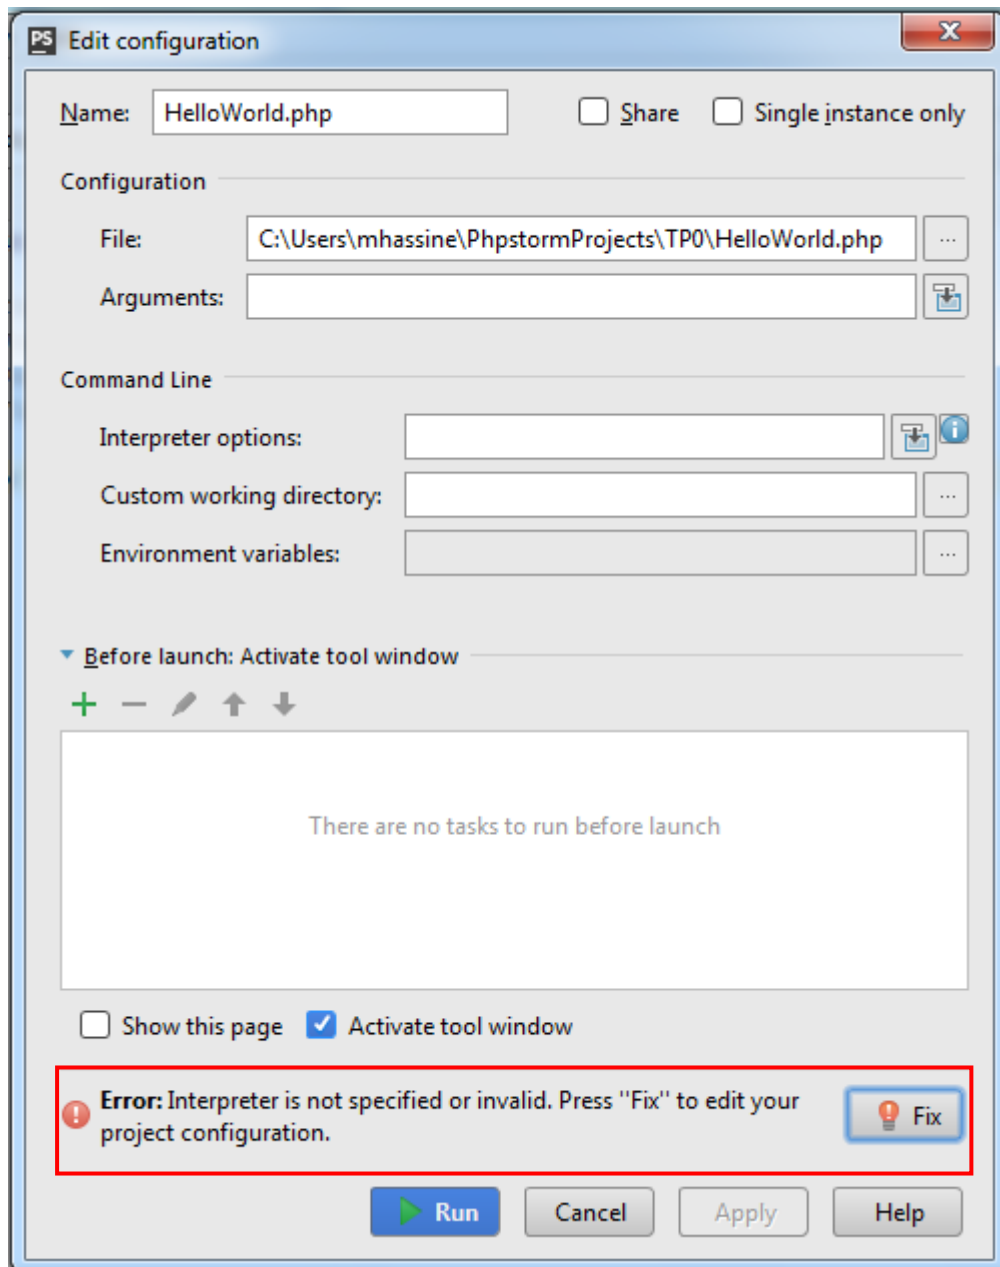 PS Edit configuration
Name: HelloWorld.php Share Single instance only
Configuration
File: C:\Users\mhassine\PhpstormProjects\TP0\HelloWorld.php ...
Arguments:
Command Line
Interpreter options:
Custom working directory: ...
Environment variables: ...
Before launch: Activate tool window
There are no tasks to run before launch
Show this page Activate tool window
Error: Interpreter is not specified or invalid. Press "Fix" to edit your
project configuration.
Fix
Run Cancel Apply Help